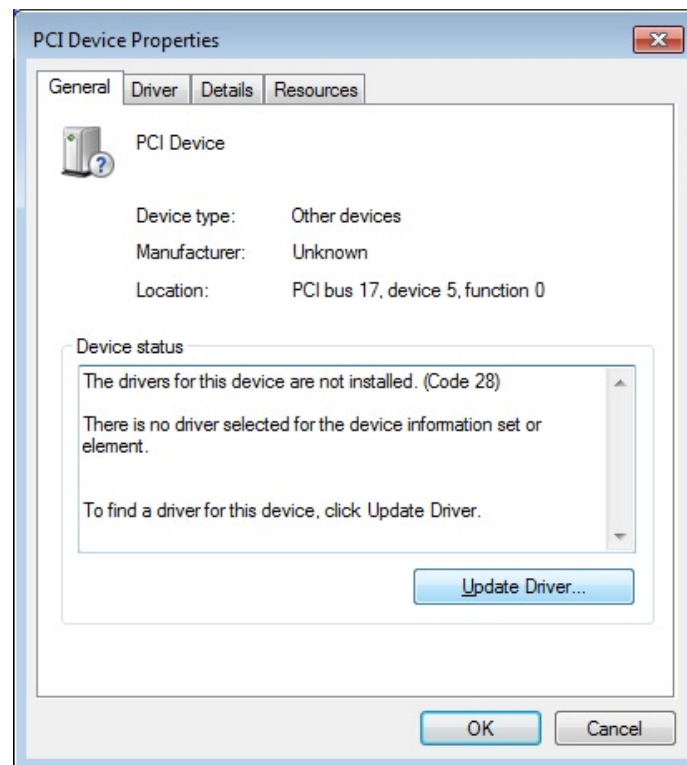 PCI Device Properties
General Driver Details Resources
PCI Device
Device type: Other devices
Manufacturer: Unknown
Location: PCI bus 17, device 5, function 0
Device status
The drivers for this device are not installed. (Code 28)
There is no driver selected for the device information set or
element.
To find a driver for this device, click Update Driver.
Update Driver...
OK Cancel